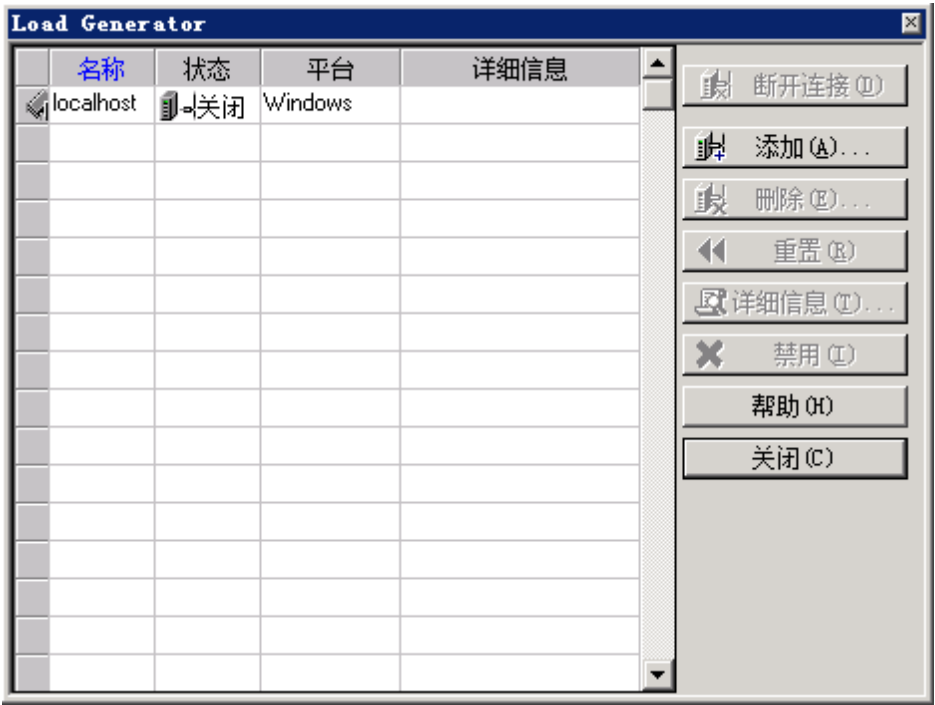 Load Generator
名称 状态 平台 详细信息
localhost 关闭 Windows
断开连接(D)
添加(A)...
删除(E)...
重置(R)
详细信息(T)...
禁用(I)
帮助(H)
关闭(C)